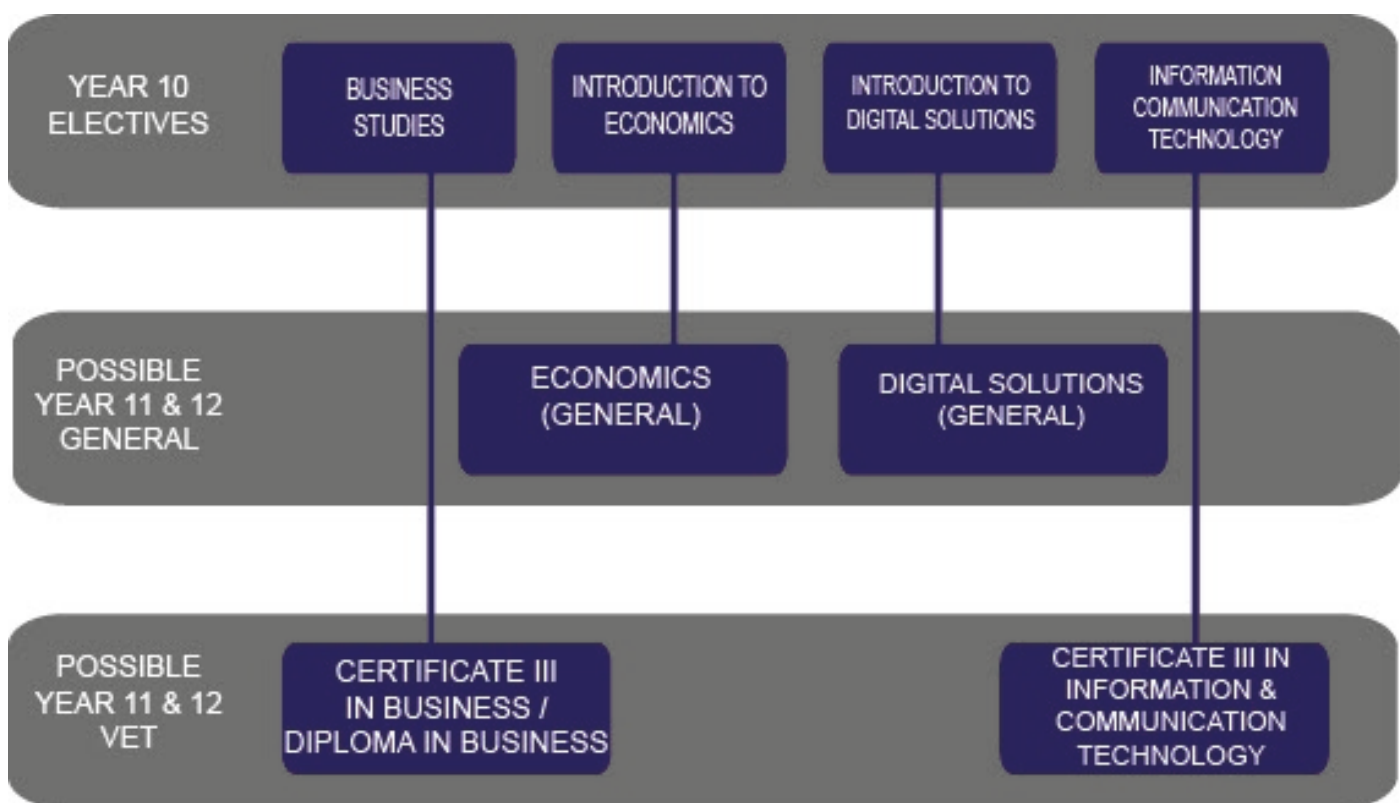 YEAR 10
ELECTIVES
BUSINESS
STUDIES
INTRODUCTION TO
ECONOMICS
INTRODUCTION TO
DIGITAL SOLUTIONS
INFORMATION
COMMUNICATION
TECHNOLOGY
POSSIBLE
YEAR 11 & 12
GENERAL
ECONOMICS
(GENERAL)
DIGITAL SOLUTIONS
(GENERAL)
POSSIBLE
YEAR 11 & 12
VET
CERTIFICATE III
IN BUSINESS /
DIPLOMA IN BUSINESS
CERTIFICATE III IN
INFORMATION &
COMMUNICATION
TECHNOLOGY